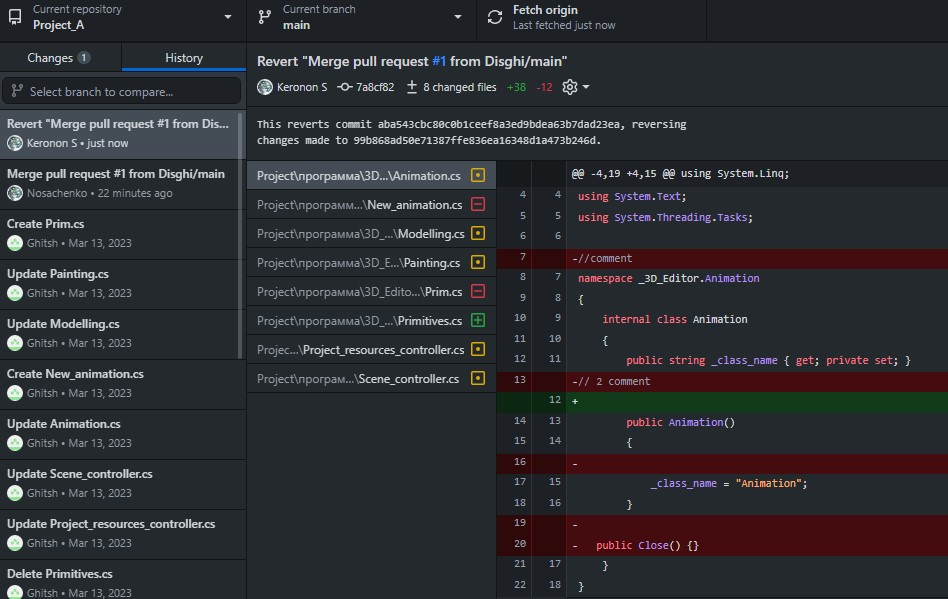 Current repository
Project_A
Current branch
main
Fetch origin
Last fetched just now
Changes 1
History
Select branch to compare...
Revert "Merge pull request #1 from Dis...
Keronon S • just now
Merge pull request #1 from Disghi/main
Nosachenko • 22 minutes ago
Create Prim.cs
Ghitsh • Mar 13, 2023
Update Painting.cs
Ghitsh • Mar 13, 2023
Update Modelling.cs
Ghitsh • Mar 13, 2023
Create New_animation.cs
Ghitsh • Mar 13, 2023
Update Animation.cs
Ghitsh • Mar 13, 2023
Update Scene_controller.cs
Ghitsh • Mar 13, 2023
Update Project_resources_controller.cs
Ghitsh • Mar 13, 2023
Delete Primitives.cs
Ghitsh • Mar 13, 2023
Revert "Merge pull request #1 from Disghi/main"
Keronon S 7a8cf82 8 changed files +38 -12
This reverts commit aba543cbc80c0b1ceef8a3ed9bdea63b7dad23ea, reversing
changes made to 99b868ad50e71387ffe836ea16348d1a473b246d.
Project\программа\3D...\Animation.cs
Project\программ...\New_animation.cs
Project\программа\3D_...\Modelling.cs
Project\программа\3D_E...\Painting.cs
Project\программа\3D_Edito...\Prim.cs
Project\программа\3D_...\Primitives.cs
Projec...\Project_resources_controller.cs
Project\програм...\Scene_controller.cs
@@ -4,19 +4,15 @@ using System.Linq;
4 4 using System.Text;
5 5 using System.Threading.Tasks;
6 6
7 -//comment
8 7 namespace _3D_Editor.Animation
9 8 {
10 9 internal class Animation
11 10 {
12 11 public string _class_name { get; private set; }
13 -// 2 comment
12 +
14 13 public Animation()
15 14 {
16 -
17 15 _class_name = "Animation";
18 16 }
19 -
20 - public Close() {}
21 17 }
22 18 }